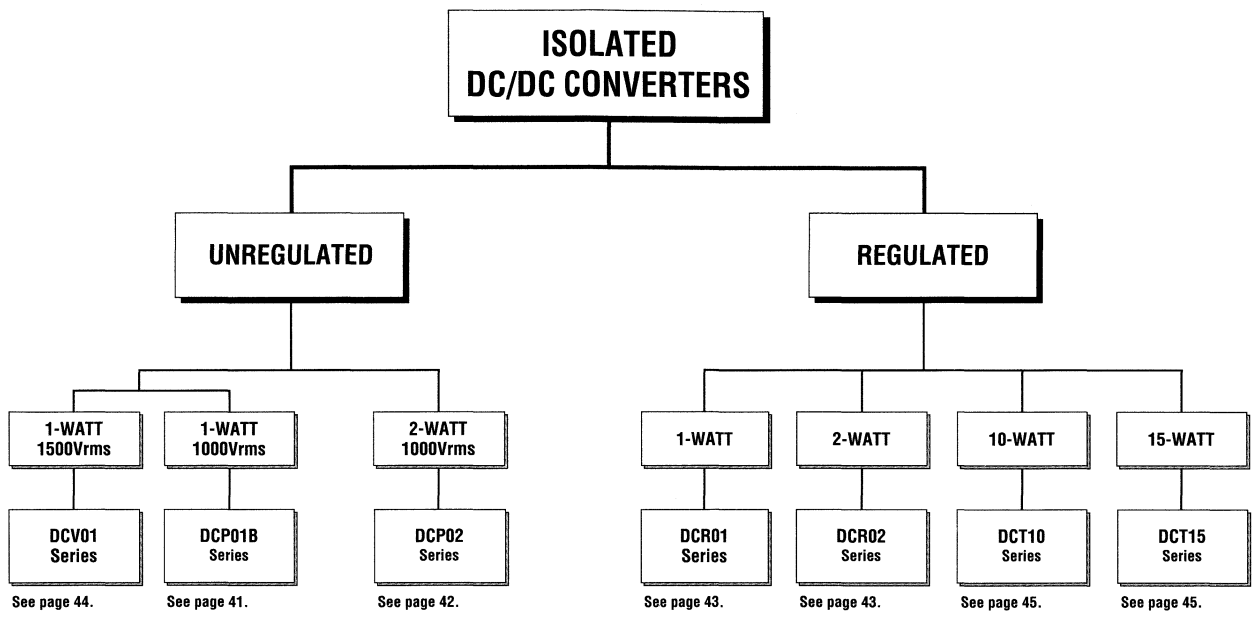 ISOLATED
DC/DC CONVERTERS
UNREGULATED
REGULATED
1-WATT
1500Vrms
1-WATT
1000Vrms
2-WATT
1000Vrms
1-WATT
2-WATT
10-WATT
15-WATT
DCV01
Series
DCP01B
Series
DCP02
Series
DCR01
Series
DCR02
Series
DCT10
Series
DCT15
Series
See page 44.
See page 41.
See page 42.
See page 43.
See page 43.
See page 45.
See page 45.